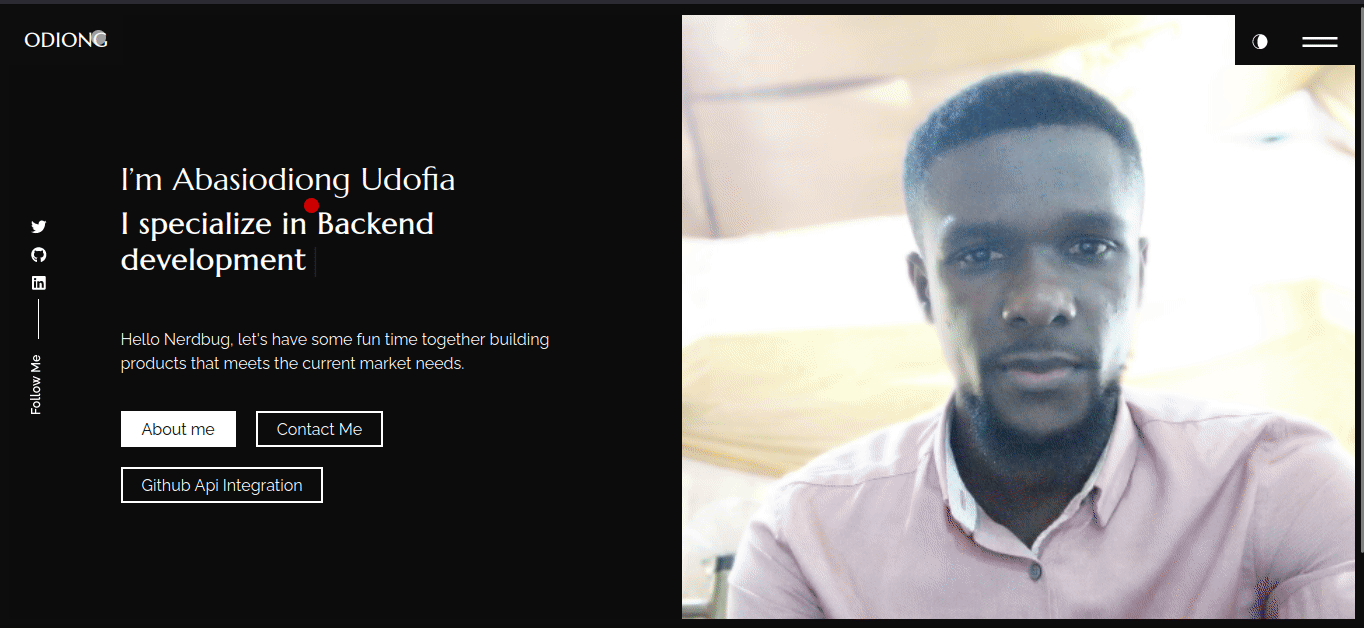 ODIONG
I'm Abasiodiong Udofia
I specialize in Backend
development
Follow Me
Hello Nerdbug, let's have some fun time together building
products that meets the current market needs.
About me
Contact Me
Github Api Integration